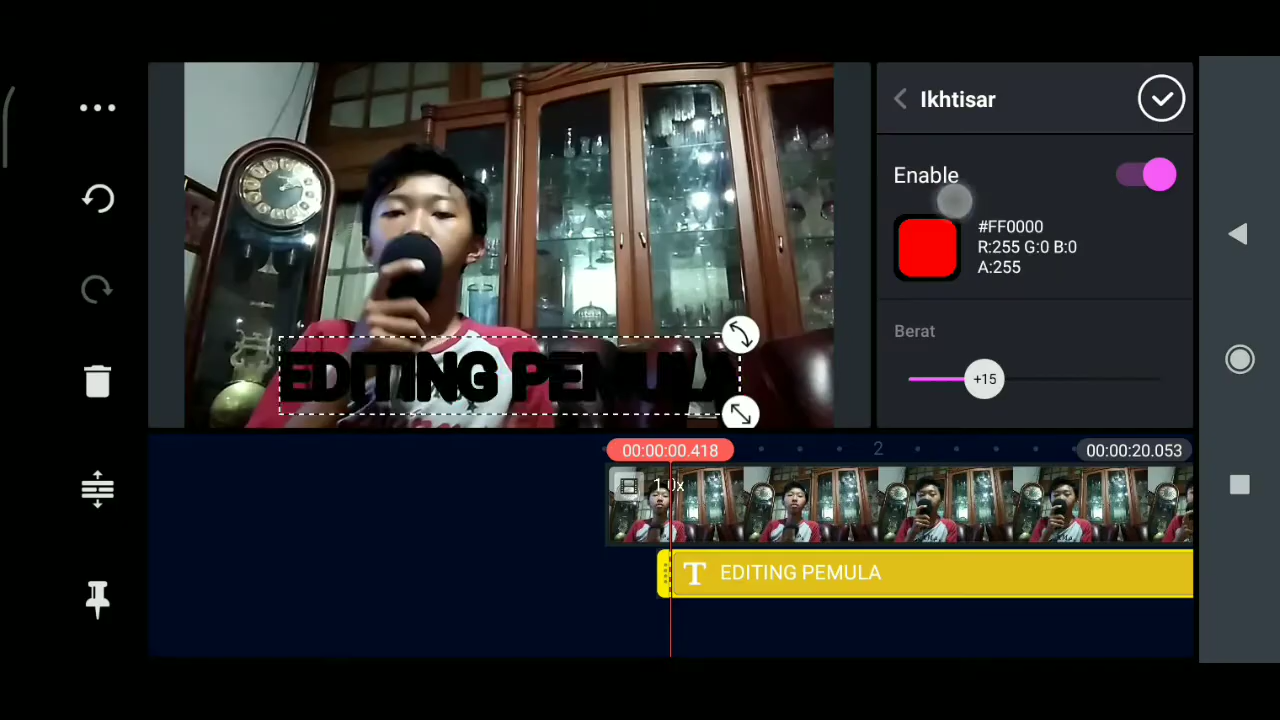 Ikhtisar
Enable
#FF0000
R:255 G:0 B:0
A:255
Berat
+15
EDITING PEMULA
00:00:00.418
2
00:00:20.053
1.0x
EDITING PEMULA